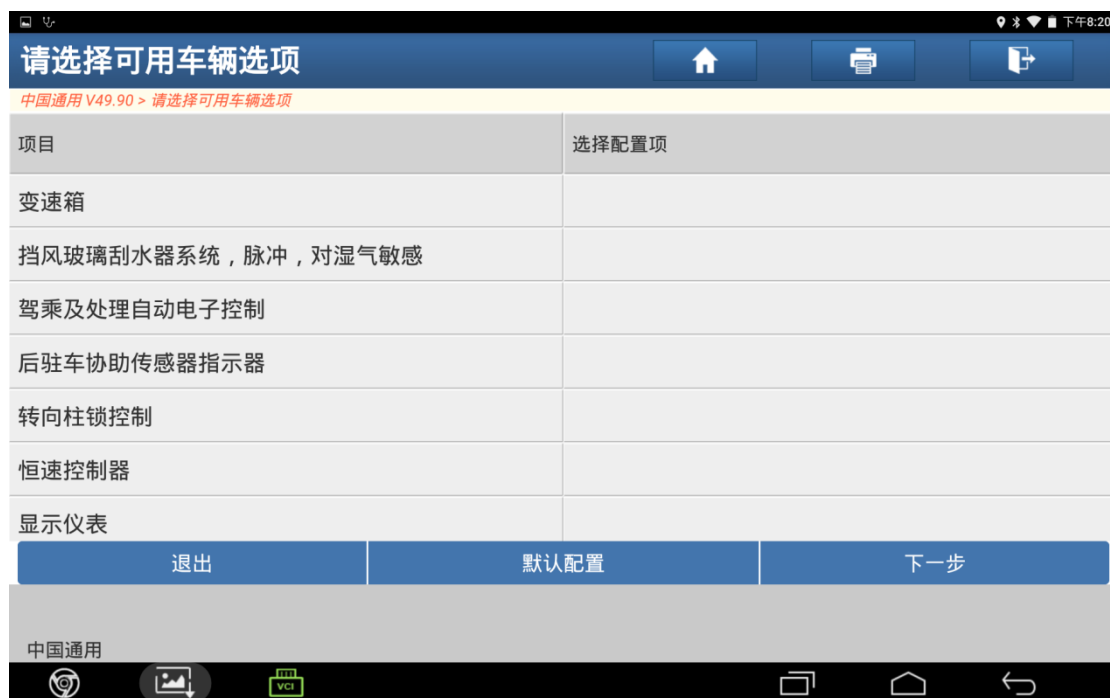 下午8:20
请选择可用车辆选项
中国通用 V49.90 > 请选择可用车辆选项
项目 选择配置项
变速箱
挡风玻璃刮水器系统，脉冲，对湿气敏感
驾乘及处理自动电子控制
后驻车协助传感器指示器
转向柱锁控制
恒速控制器
显示仪表
退出 默认配置 下一步
中国通用
VCI